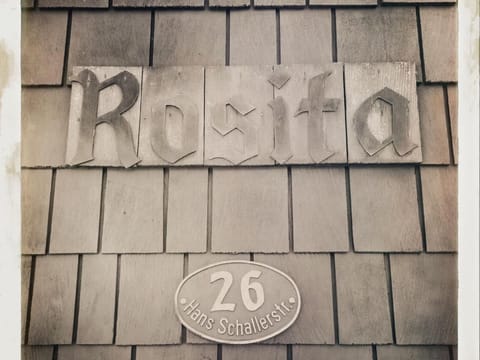 Rosita
26
Hans Schallerstr.